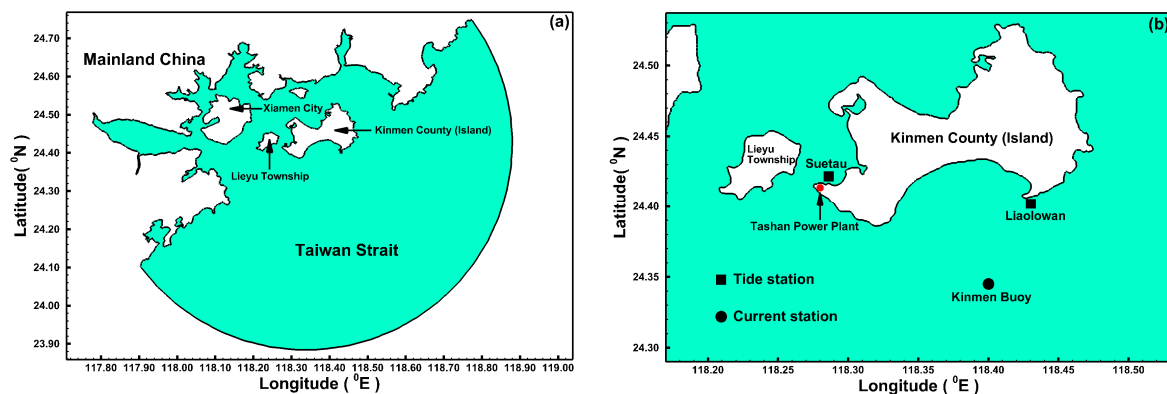 (a)
Mainland China
Xiamen City
Kinmen County (Island)
Lieyu Township
Taiwan Strait
24.70
24.60
24.50
24.40
24.30
24.20
24.10
24.00
23.90
Latitude( ⁰N)
117.80 117.90 118.00 118.10 118.20 118.30 118.40 118.50 118.60 118.70 118.80 118.90 119.00
Longitude ( ⁰E )
(b)
Kinmen County (Island)
Lieyu
Township
Suetau
Tashan Power Plant
Liaolowan
Kinmen Buoy
Tide station
Current station
24.50
24.45
24.40
24.35
24.30
Latitude( ⁰N)
118.20 118.25 118.30 118.35 118.40 118.45 118.50
Longitude ( ⁰E )